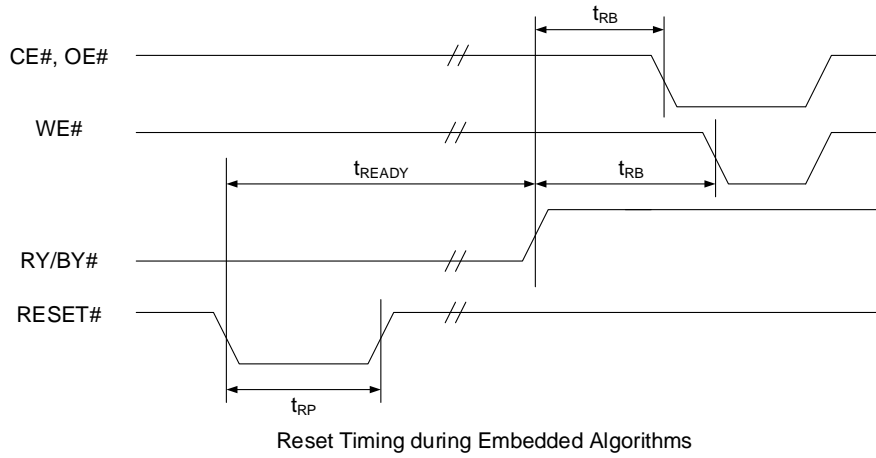 tRB
CE#, OE#
WE#
tREADY
tRB
RY/BY#
RESET#
tRP
Reset Timing during Embedded Algorithms